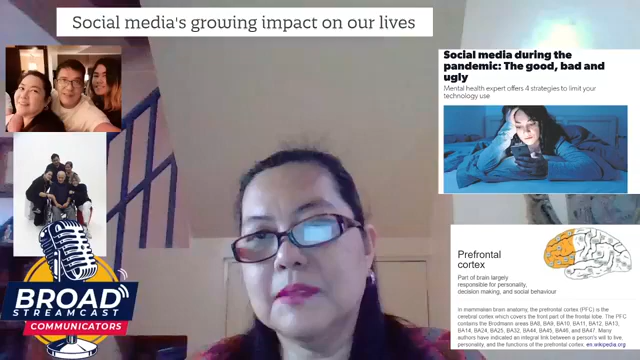 Social media's growing impact on our lives
Social media during the
pandemic: The good, bad and
ugly
Mental health expert offers 4 strategies to limit your
technology use
Prefrontal
cortex
Part of brain largely
responsible for personality,
decision making, and social behaviour
In mammalian brain anatomy, the prefrontal cortex (PFC) is the
cerebral cortex which covers the front part of the frontal lobe. The PFC
contains the Brodmann areas BA8, BA9, BA10, BA11, BA12, BA13,
BA14, BA24, BA25, BA32, BA44, BA45, BA46, and BA47. Many
authors have indicated an integral link between a person's will to live,
personality, and the functions of the prefrontal cortex. en.wikipedia.org
BROAD
STREAMCAST
COMMUNICATORS